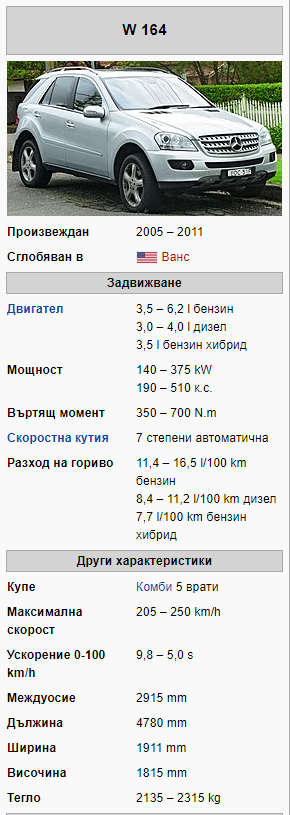 W 164
Произвеждан 2005 – 2011
Сглобяван в Ванс
Задвижване
Двигател 3,5 – 6,2 l бензин
3,0 – 4,0 l дизел
3,5 l бензин хибрид
Мощност 140 – 375 kW
190 – 510 к.с.
Въртящ момент 350 – 700 N.m
Скоростна кутия 7 степени автоматична
Разход на гориво 11,4 – 16,5 l/100 km
бензин
8,4 – 11,2 l/100 km дизел
7,7 l/100 km бензин
хибрид
Други характеристики
Купе Комби 5 врати
Максимална 205 – 250 km/h
скорост
Ускорение 0-100 9,8 – 5,0 s
km/h
Междуосие 2915 mm
Дължина 4780 mm
Ширина 1911 mm
Височина 1815 mm
Тегло 2135 – 2315 kg